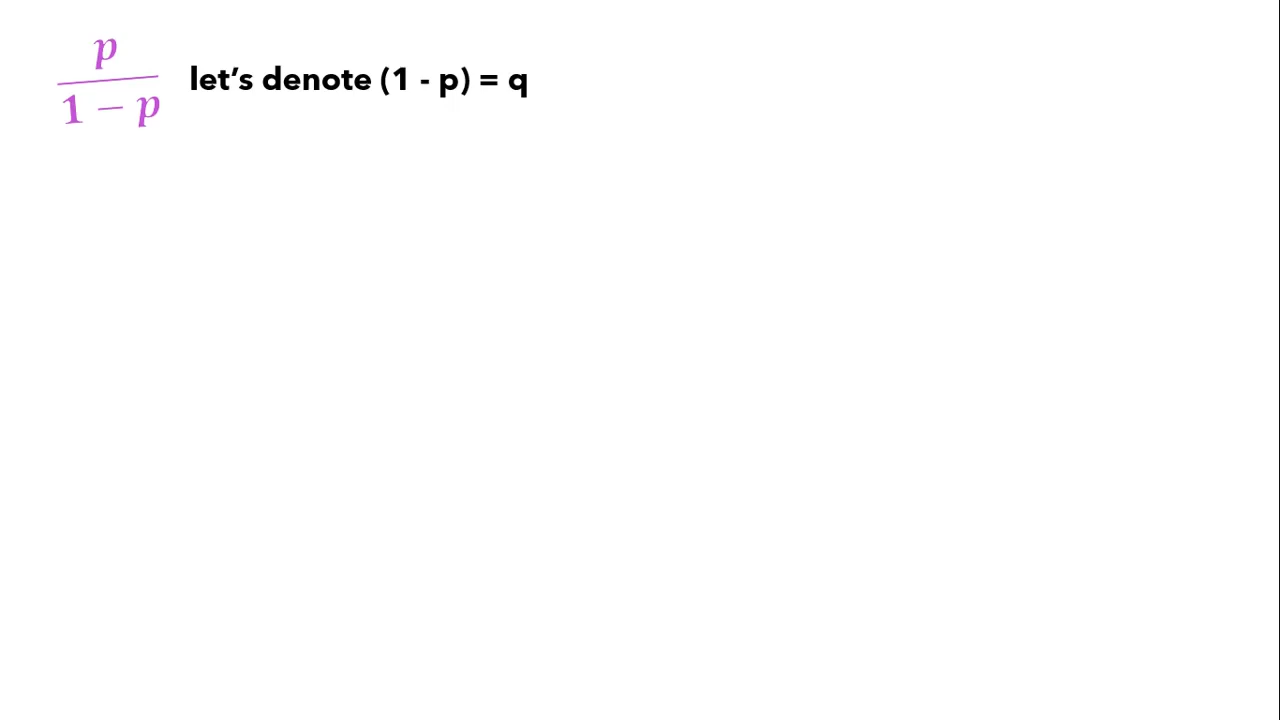 p
1 − p
let’s denote (1 - p) = q